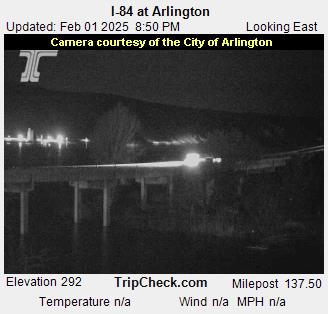 I-84 at Arlington
Updated: Feb 01 2025 8:50 PM Looking East
Camera courtesy of the City of Arlington
Elevation 292 TripCheck.com Milepost 137.50
Temperature n/a Wind n/a MPH n/a